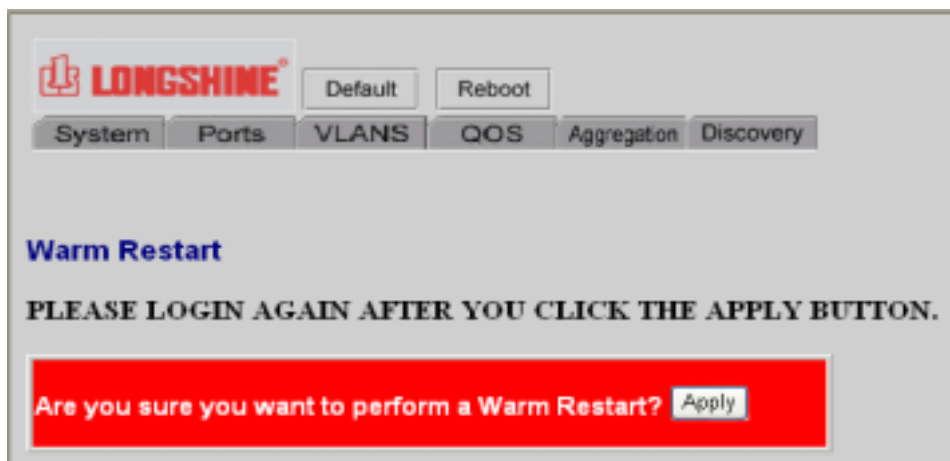 LONGSHINE® Default Reboot
System Ports VLANS QOS Aggregation Discovery
Warm Restart
PLEASE LOGIN AGAIN AFTER YOU CLICK THE APPLY BUTTON.
Are you sure you want to perform a Warm Restart? Apply